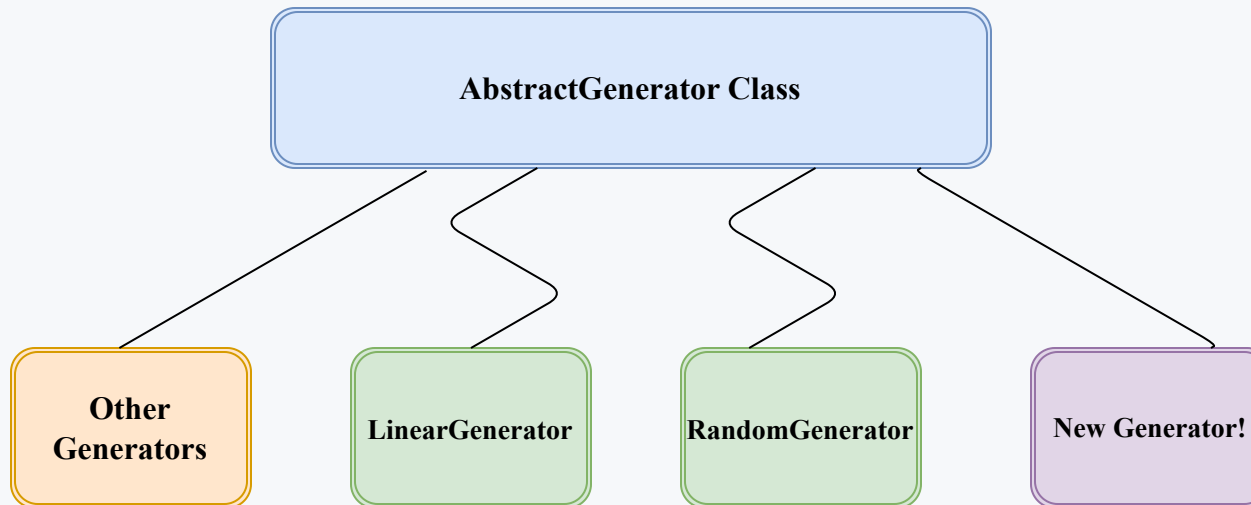 AbstractGenerator Class
Other
Generators
LinearGenerator
RandomGenerator
New Generator!